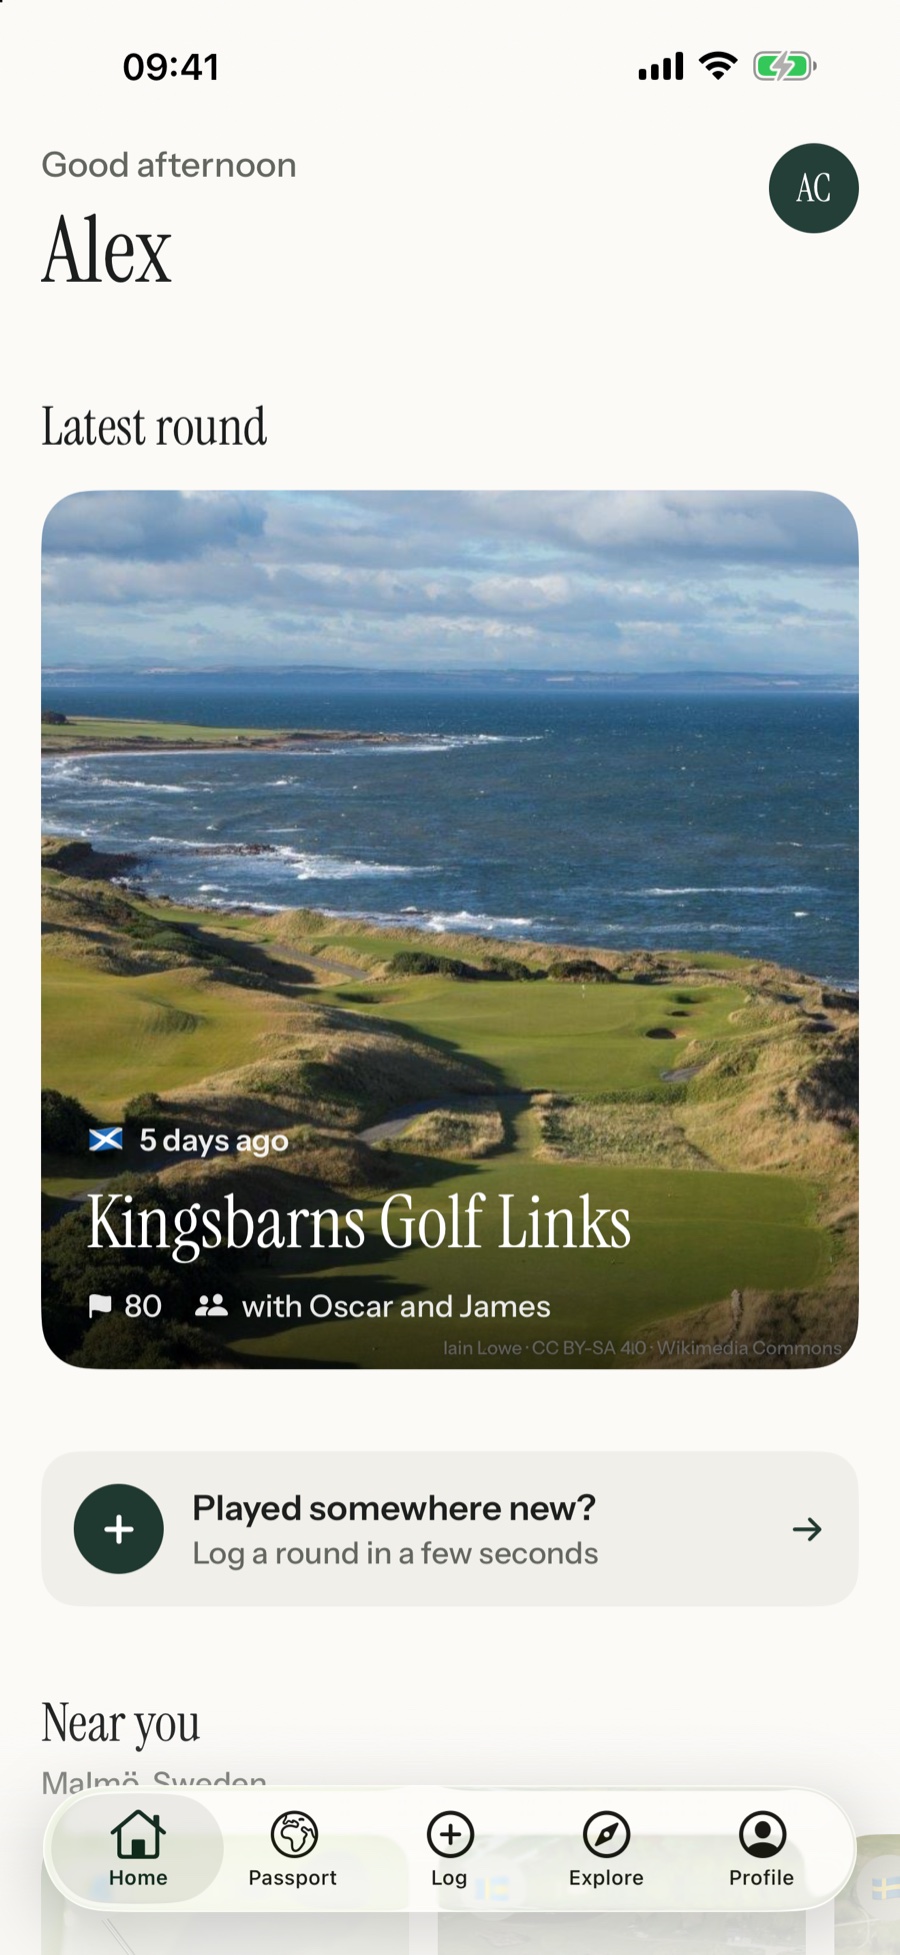 09:41
Good afternoon
AC
Alex
Latest round
5 days ago
Kingsbarns Golf Links
80 with Oscar and James
Iain Lowe · CC BY-SA 4.0 · Wikimedia Commons
Played somewhere new?
Log a round in a few seconds
Near you
Malmö, Sweden
Home
Passport
Log
Explore
Profile